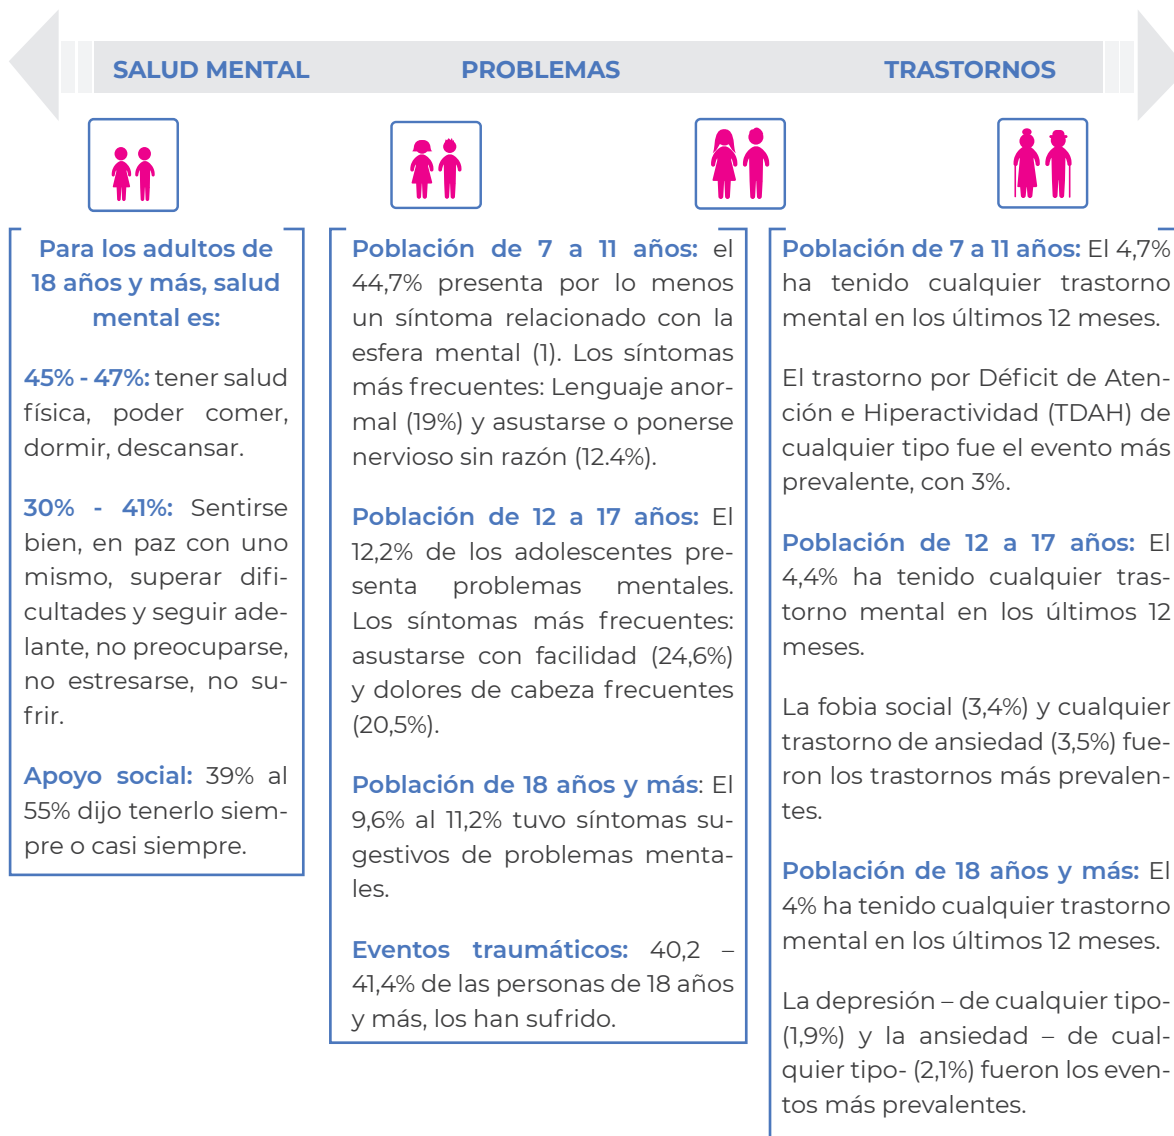 SALUD MENTAL
PROBLEMAS
TRASTORNOS
Para los adultos de
18 años y más, salud
mental es:
45% - 47%: tener salud
física, poder comer,
dormir, descansar.
30% - 41%: Sentirse
bien, en paz con uno
mismo, superar difi-
cultades y seguir ade-
lante, no preocuparse,
no estresarse, no su-
frir.
Apoyo social: 39% al
55% dijo tenerlo siem-
pre o casi siempre.
Población de 7 a 11 años: el
44,7% presenta por lo menos
un síntoma relacionado con la
esfera mental (1). Los síntomas
más frecuentes: Lenguaje anor-
mal (19%) y asustarse o ponerse
nervioso sin razón (12.4%).
Población de 12 a 17 años: El
12,2% de los adolescentes pre-
senta problemas mentales.
Los síntomas más frecuentes:
asustarse con facilidad (24,6%)
y dolores de cabeza frecuentes
(20,5%).
Población de 18 años y más: El
9,6% al 11,2% tuvo síntomas su-
gestivos de problemas menta-
les.
Eventos traumáticos: 40,2 –
41,4% de las personas de 18 años
y más, los han sufrido.
Población de 7 a 11 años: El 4,7%
ha tenido cualquier trastorno
mental en los últimos 12 meses.
El trastorno por Déficit de Aten-
ción e Hiperactividad (TDAH) de
cualquier tipo fue el evento más
prevalente, con 3%.
Población de 12 a 17 años: El
4,4% ha tenido cualquier tras-
torno mental en los últimos 12
meses.
La fobia social (3,4%) y cualquier
trastorno de ansiedad (3,5%) fue-
ron los trastornos más prevalen-
tes.
Población de 18 años y más: El
4% ha tenido cualquier trastorno
mental en los últimos 12 meses.
La depresión – de cualquier tipo-
(1,9%) y la ansiedad – de cual-
quier tipo- (2,1%) fueron los even-
tos más prevalentes.